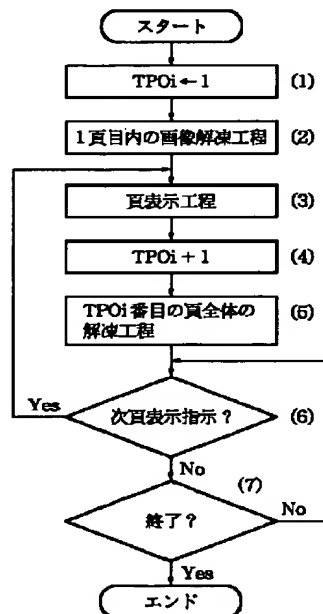 スタート
TPOi←1
(1)
1頁目内の画像解凍工程
(2)
頁表示工程
(3)
TPOi+1
(4)
TPOi番目の頁全体の
解凍工程
(5)
Yes
次頁表示指示?
(6)
No
(7)
終了?
No
Yes
エンド